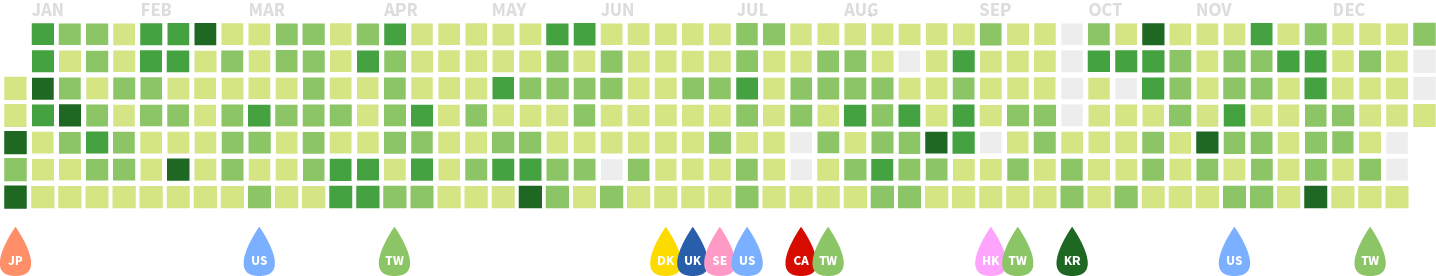 JAN FEB MAR APR MAY JUN JUL AUG SEP OCT NOV DEC
JP US TW DK UK SE US CA TW HK TW KR US TW